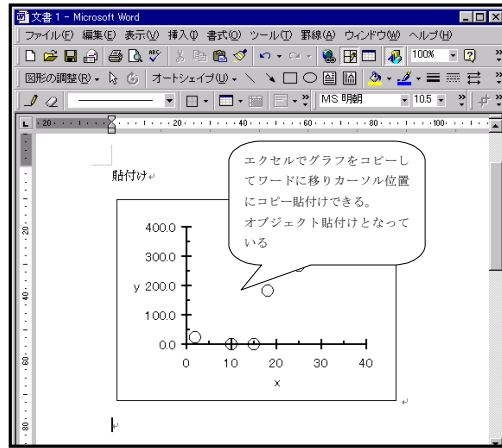 文書 1 - Microsoft Word
ファイル(F) 編集(E) 表示(V) 挿入(I) 書式(O) ツール(T) 罫線(A) ウィンドウ(W) ヘルプ(H)
100%
図形の調整(R) オートシェイプ(U)
MS 明朝 10.5
L 20 20 40 60 80 100
貼付け
エクセルでグラフをコピーし
てワードに移りカーソル位置
にコピー貼付けできる。
オブジェクト貼付けとなって
いる
400.0
300.0
y 200.0
100.0
0.0
0 10 20 30 40
x
20
40
60
80